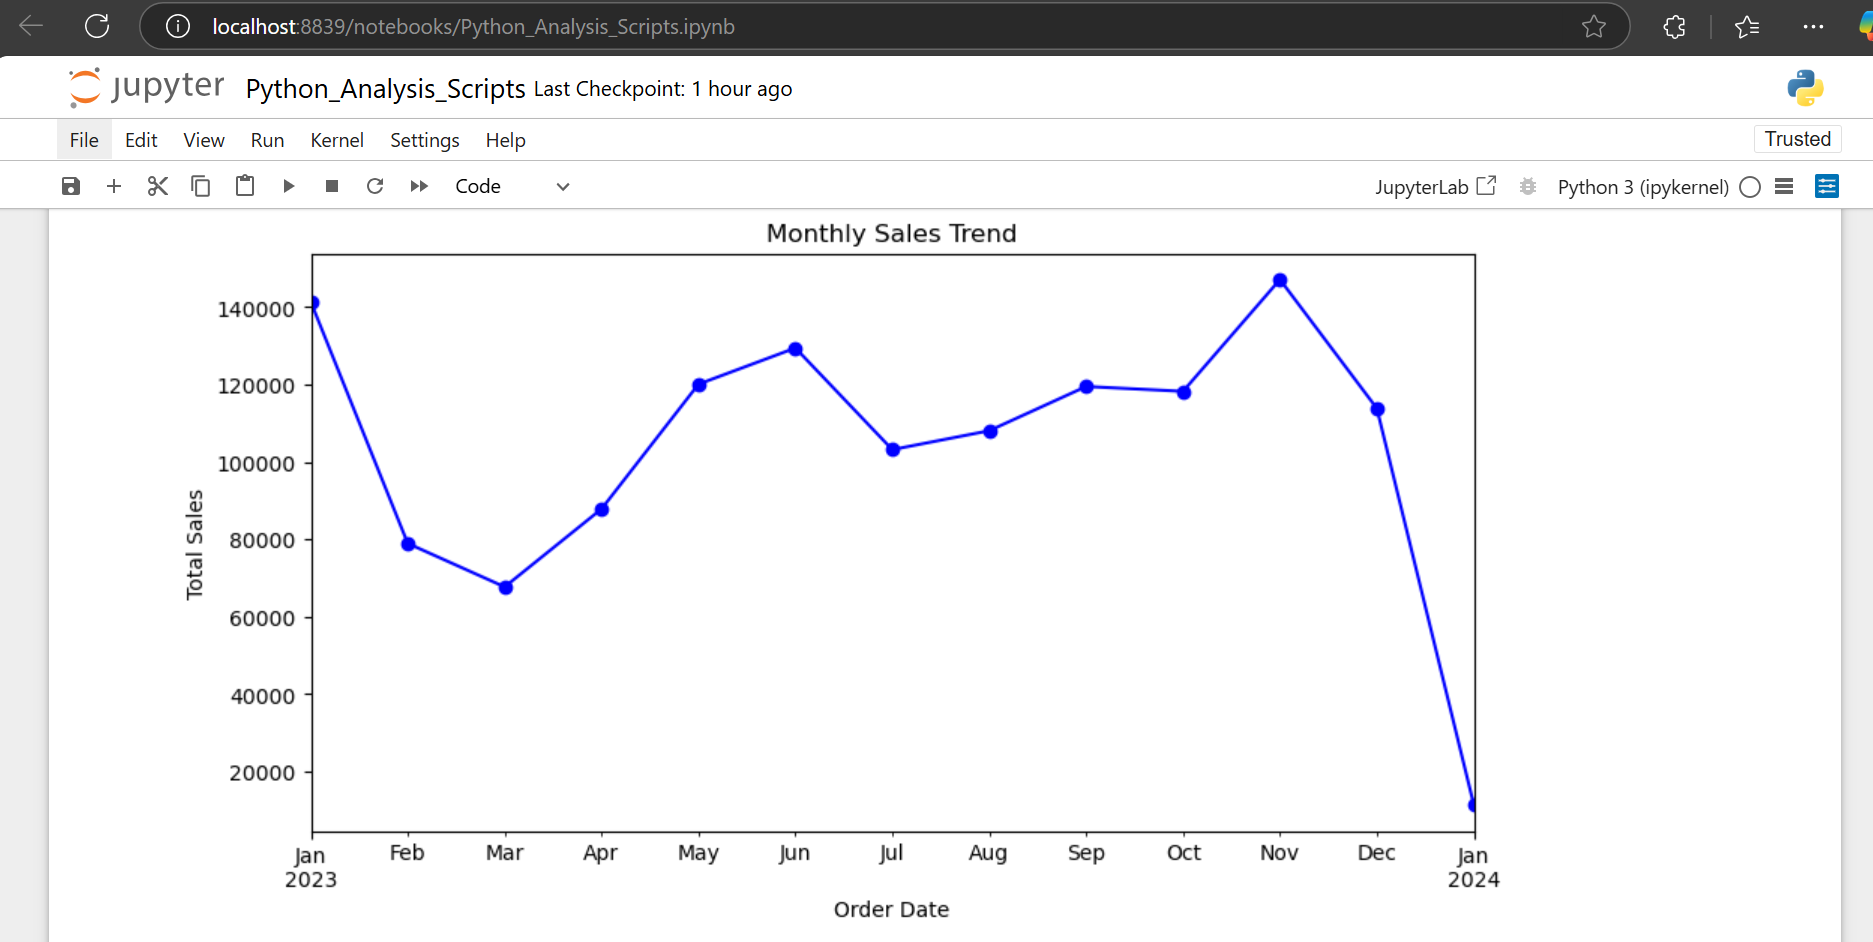 localhost:8839/notebooks/Python_Analysis_Scripts.ipynb
jupyter Python_Analysis_Scripts Last Checkpoint: 1 hour ago
File Edit View Run Kernel Settings Help Trusted
Code JupyterLab Python 3 (ipykernel)
Monthly Sales Trend
140000
120000
100000
80000
60000
40000
20000
Total Sales
Jan Feb Mar Apr May Jun Jul Aug Sep Oct Nov Dec Jan
2023 2024
Order Date